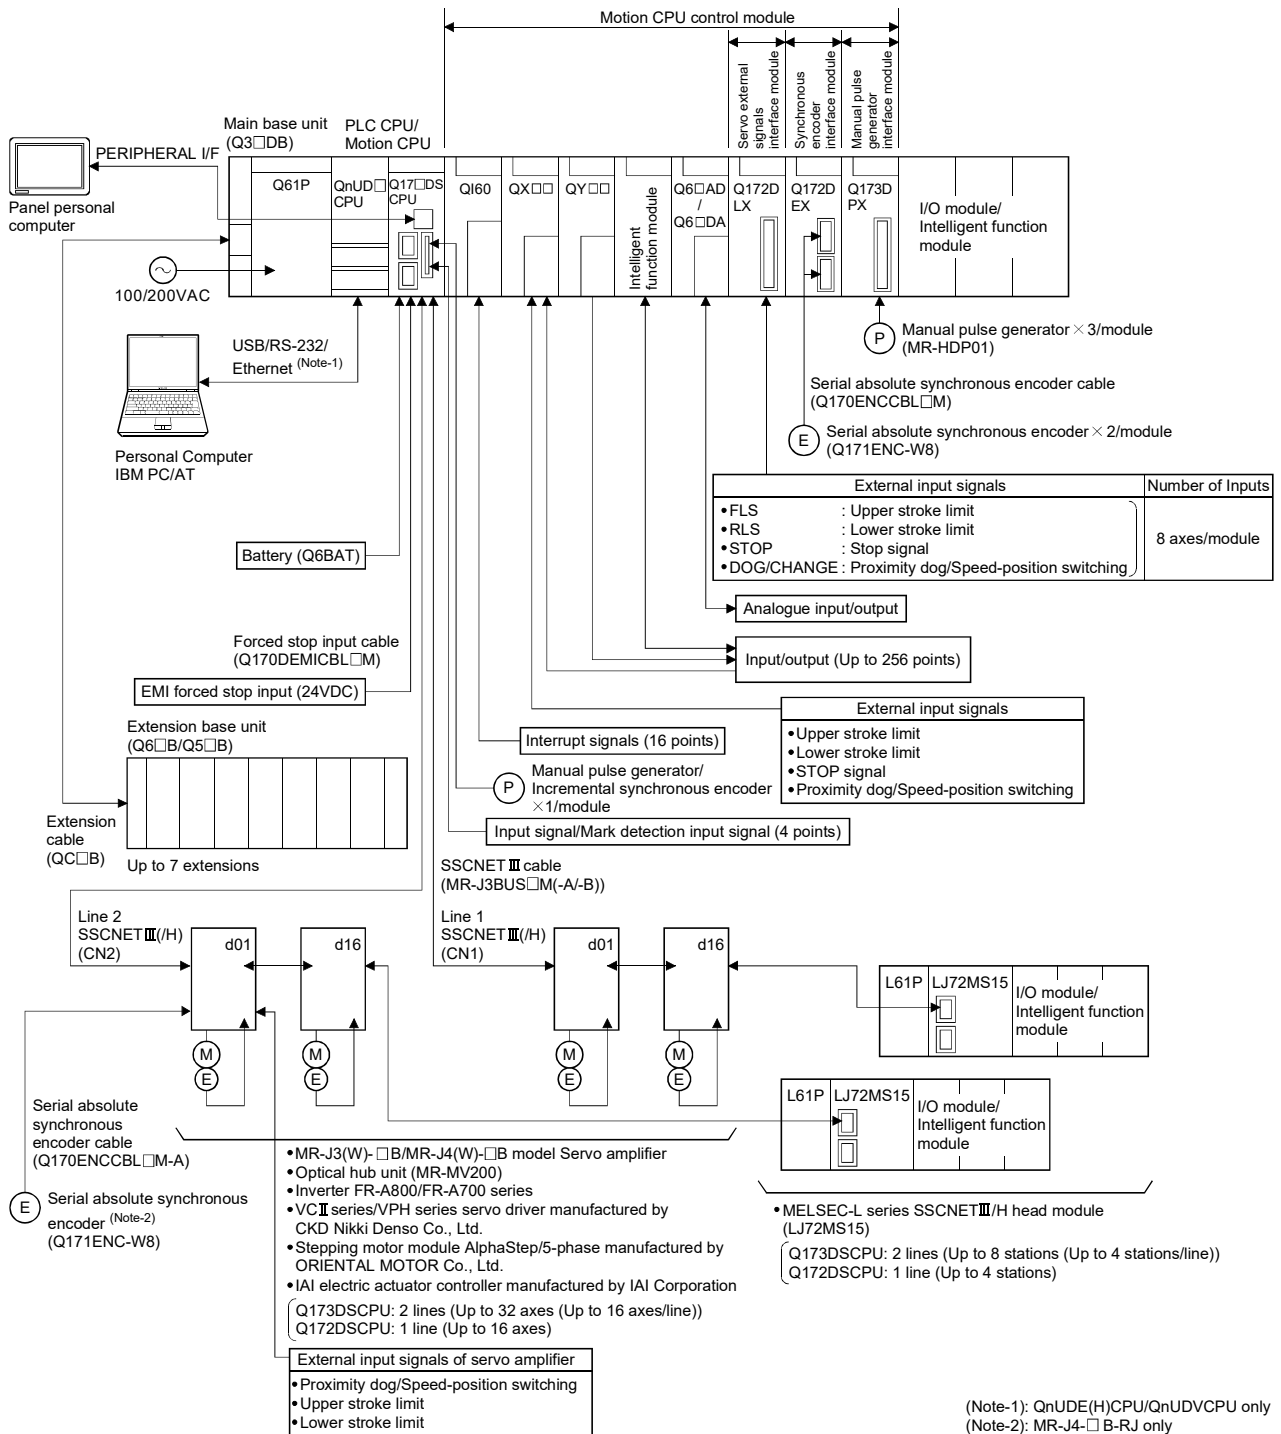 Motion CPU control module
Servo external
signals
interface module
Synchronous
encoder
interface module
Manual pulse
generator
interface module
Main base unit
(Q3□DB)
PLC CPU/
Motion CPU
PERIPHERAL I/F
Panel personal
computer
Q61P
QnUD□
CPU
Q17□DS
CPU
QI60
QX□□
QY□□
Intelligent
function module
Q6□AD
/
Q6□DA
Q172D
LX
Q172D
EX
Q173D
PX
I/O module/
Intelligent function
module
100/200VAC
USB/RS-232/
Ethernet (Note-1)
Personal Computer
IBM PC/AT
P
Manual pulse generator×3/module
(MR-HDP01)
Serial absolute synchronous encoder cable
(Q170ENCCBL□M)
E
Serial absolute synchronous encoder×2/module
(Q171ENC-W8)
External input signals
Number of Inputs
•FLS : Upper stroke limit
•RLS : Lower stroke limit
•STOP : Stop signal
•DOG/CHANGE : Proximity dog/Speed-position switching
8 axes/module
Battery (Q6BAT)
Analogue input/output
Forced stop input cable
(Q170DEMICBL□M)
Input/output (Up to 256 points)
EMI forced stop input (24VDC)
External input signals
•Upper stroke limit
•Lower stroke limit
•STOP signal
•Proximity dog/Speed-position switching
Extension base unit
(Q6□B/Q5□B)
Interrupt signals (16 points)
P
Manual pulse generator/
Incremental synchronous encoder
×1/module
Extension
cable
(QC□B)
Up to 7 extensions
Input signal/Mark detection input signal (4 points)
SSCNETⅢ cable
(MR-J3BUS□M(-A/-B))
Line 2
SSCNETⅢ(/H)
(CN2)
d01
d16
Line 1
SSCNETⅢ(/H)
(CN1)
d01
d16
L61P
LJ72MS15
I/O module/
Intelligent function
module
M
E
M
E
M
E
M
E
L61P
LJ72MS15
I/O module/
Intelligent function
module
Serial absolute
synchronous
encoder cable
(Q170ENCCBL□M-A)
E
Serial absolute synchronous
encoder (Note-2)
(Q171ENC-W8)
•MR-J3(W)-□B/MR-J4(W)-□B model Servo amplifier
•Optical hub unit (MR-MV200)
•Inverter FR-A800/FR-A700 series
•VCⅡ series/VPH series servo driver manufactured by
CKD Nikki Denso Co., Ltd.
•Stepping motor module AlphaStep/5-phase manufactured by
ORIENTAL MOTOR Co., Ltd.
•IAI electric actuator controller manufactured by IAI Corporation
Q173DSCPU: 2 lines (Up to 32 axes (Up to 16 axes/line))
Q172DSCPU: 1 line (Up to 16 axes)
•MELSEC-L series SSCNETⅢ/H head module
(LJ72MS15)
Q173DSCPU: 2 lines (Up to 8 stations (Up to 4 stations/line))
Q172DSCPU: 1 line (Up to 4 stations)
External input signals of servo amplifier
•Proximity dog/Speed-position switching
•Upper stroke limit
•Lower stroke limit
(Note-1): QnUDE(H)CPU/QnUDVCPU only
(Note-2): MR-J4-□B-RJ only